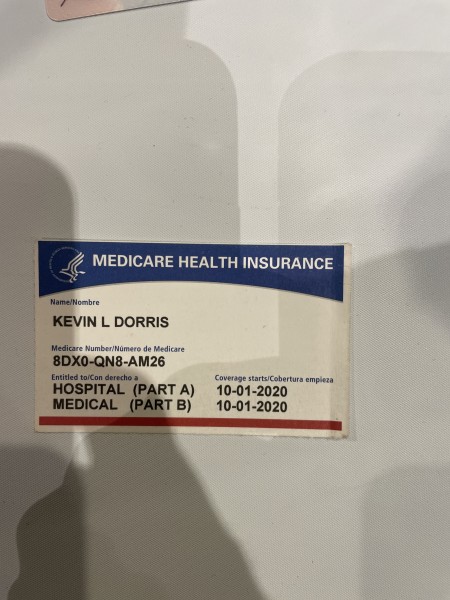 MEDICARE HEALTH INSURANCE
Name/Nombre
KEVIN L DORRIS
Medicare Number/Número de Medicare
8DX0-QN8-AM26
Entitled to/Con derecho a Coverage starts/Cobertura empieza
HOSPITAL (PART A) 10-01-2020
MEDICAL (PART B) 10-01-2020